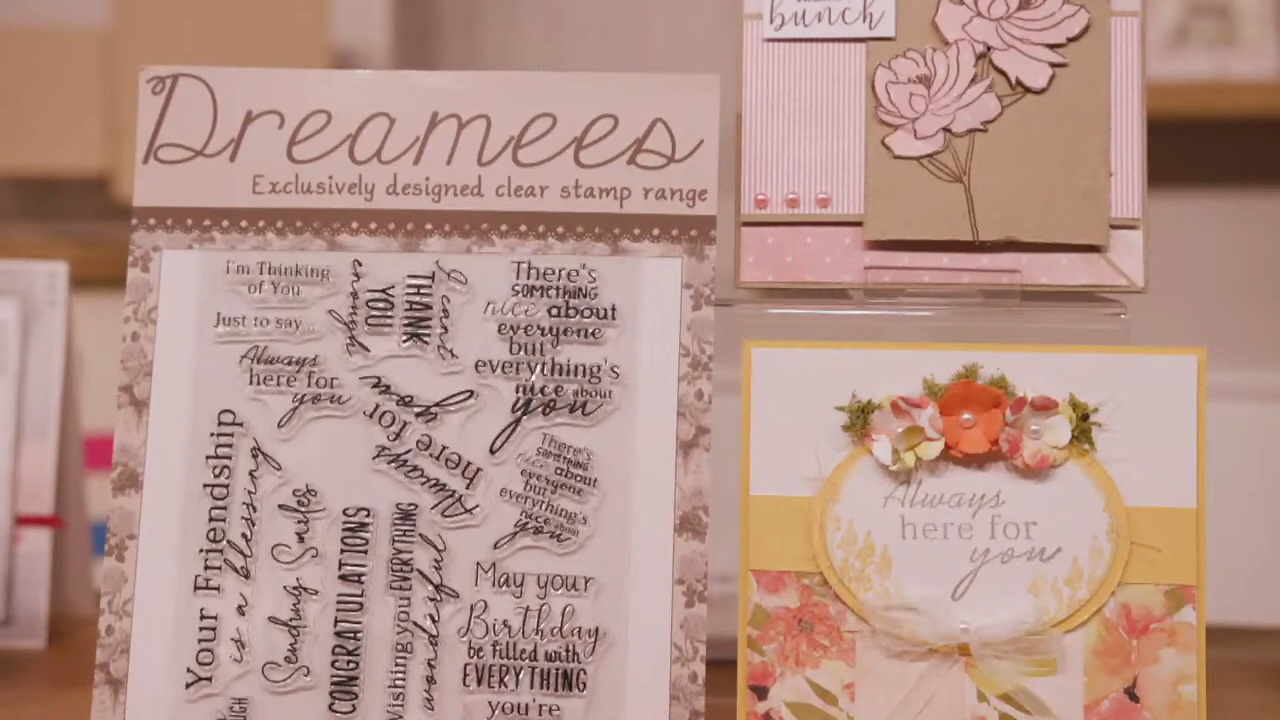 Dreamees
Exclusively designed clear stamp range
I'm Thinking
of You
Just to say...
Always
here for
you
I can't
THANK
YOU
enough
There's
SOMETHING
nice about
everyone
but
everything's
nice about
you
Always
here for
you
There's
SOMETHING
nice about
everyone
but
everything's
nice about
you
Your Friendship
is a blessing
Sending Smiles
CONGRATULATIONS
Wishing you EVERYTHING
wonderful
May your
Birthday
be filled with
EVERYTHING
you're
bunch
Always
here for
you